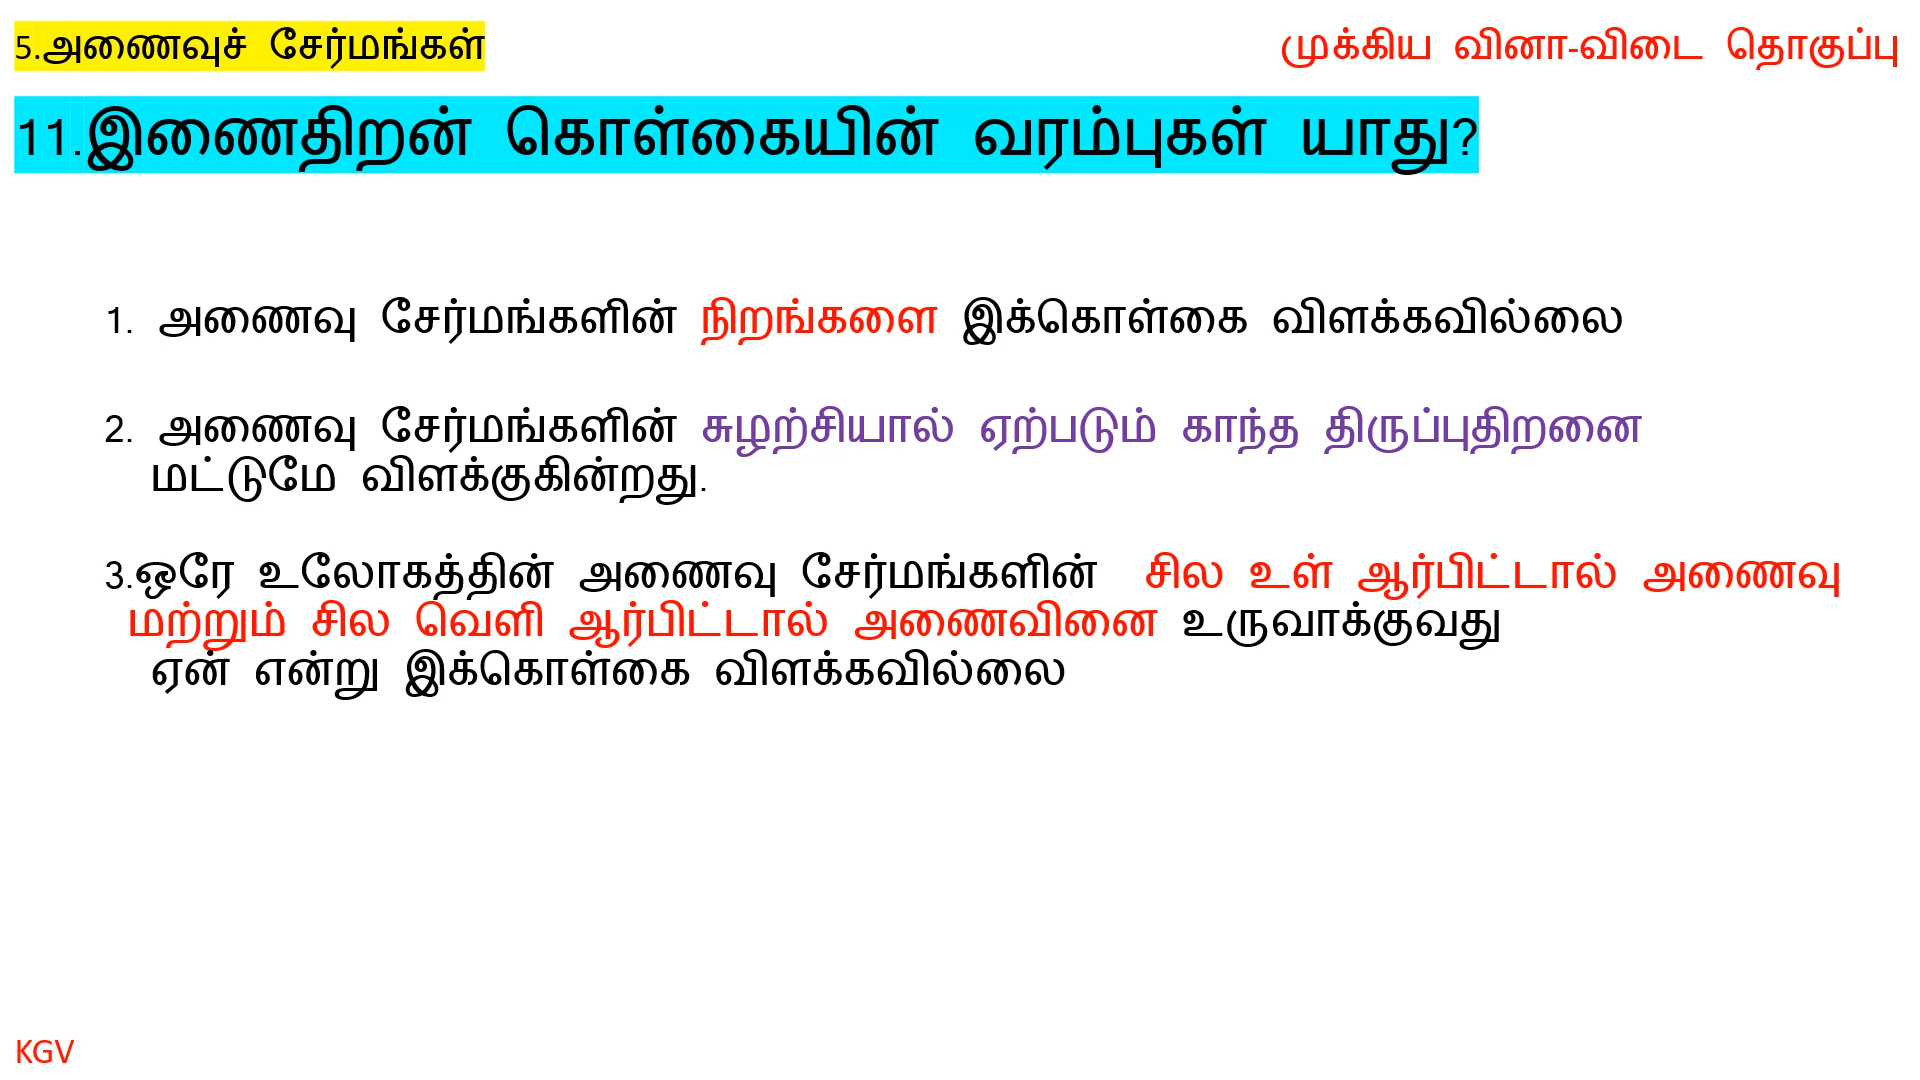 5.அணைவுச் சேர்மங்கள்
முக்கிய வினா-விடை தொகுப்பு
11.இணைதிறன் கொள்கையின் வரம்புகள் யாது?
1. அணைவு சேர்மங்களின் நிறங்களை இக்கொள்கை விளக்கவில்லை
2. அணைவு சேர்மங்களின் சுழற்சியால் ஏற்படும் காந்த திருப்புதிறனை
மட்டுமே விளக்குகின்றது.
3.ஒரே உலோகத்தின் அணைவு சேர்மங்களின் சில உள் ஆர்பிட்டால் அணைவு
மற்றும் சில வெளி ஆர்பிட்டால் அணைவினை உருவாக்குவது
ஏன் என்று இக்கொள்கை விளக்கவில்லை
KGV